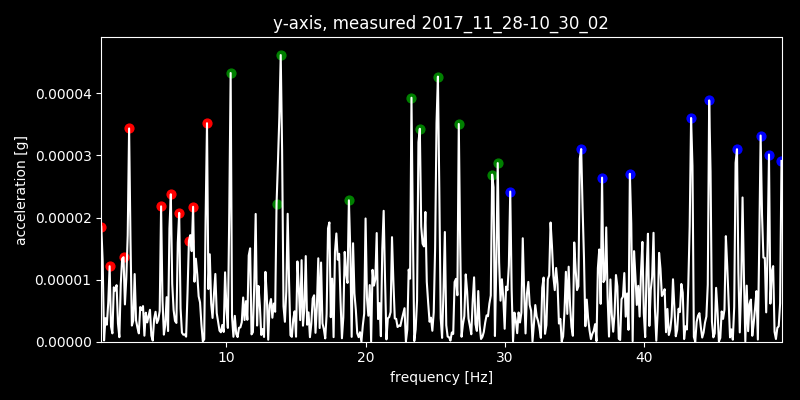 y-axis, measured 2017_11_28-10_30_02
acceleration [g]
0.00004
0.00003
0.00002
0.00001
0.00000
10 20 30 40
frequency [Hz]